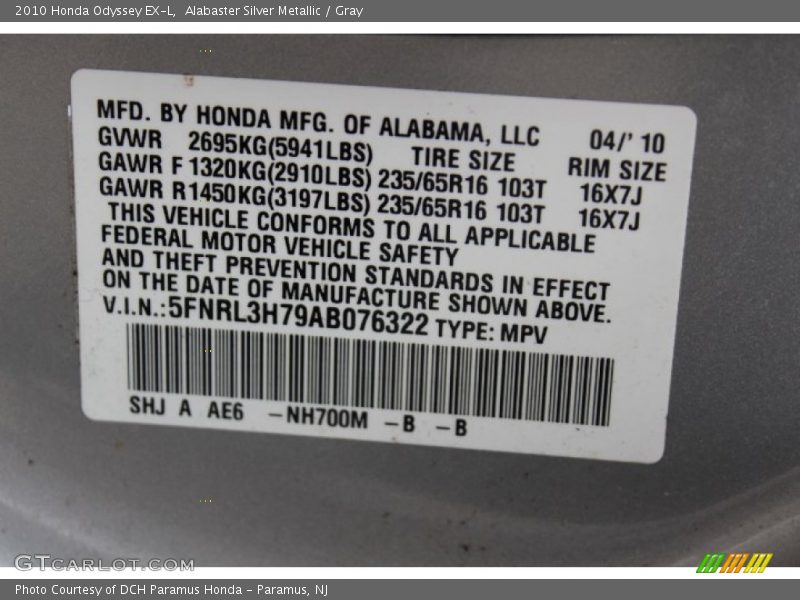 2010 Honda Odyssey EX-L, Alabaster Silver Metallic / Gray
MFD. BY HONDA MFG. OF ALABAMA, LLC 04/' 10
GVWR 2695KG(5941LBS) TIRE SIZE RIM SIZE
GAWR F 1320KG(2910LBS) 235/65R16 103T 16X7J
GAWR R1450KG(3197LBS) 235/65R16 103T 16X7J
THIS VEHICLE CONFORMS TO ALL APPLICABLE
FEDERAL MOTOR VEHICLE SAFETY
AND THEFT PREVENTION STANDARDS IN EFFECT
ON THE DATE OF MANUFACTURE SHOWN ABOVE.
V.I.N.:5FNRL3H79AB076322 TYPE: MPV
SHJ A AE6 -NH700M -B -B
GTCARLOT.COM
Photo Courtesy of DCH Paramus Honda - Paramus, NJ